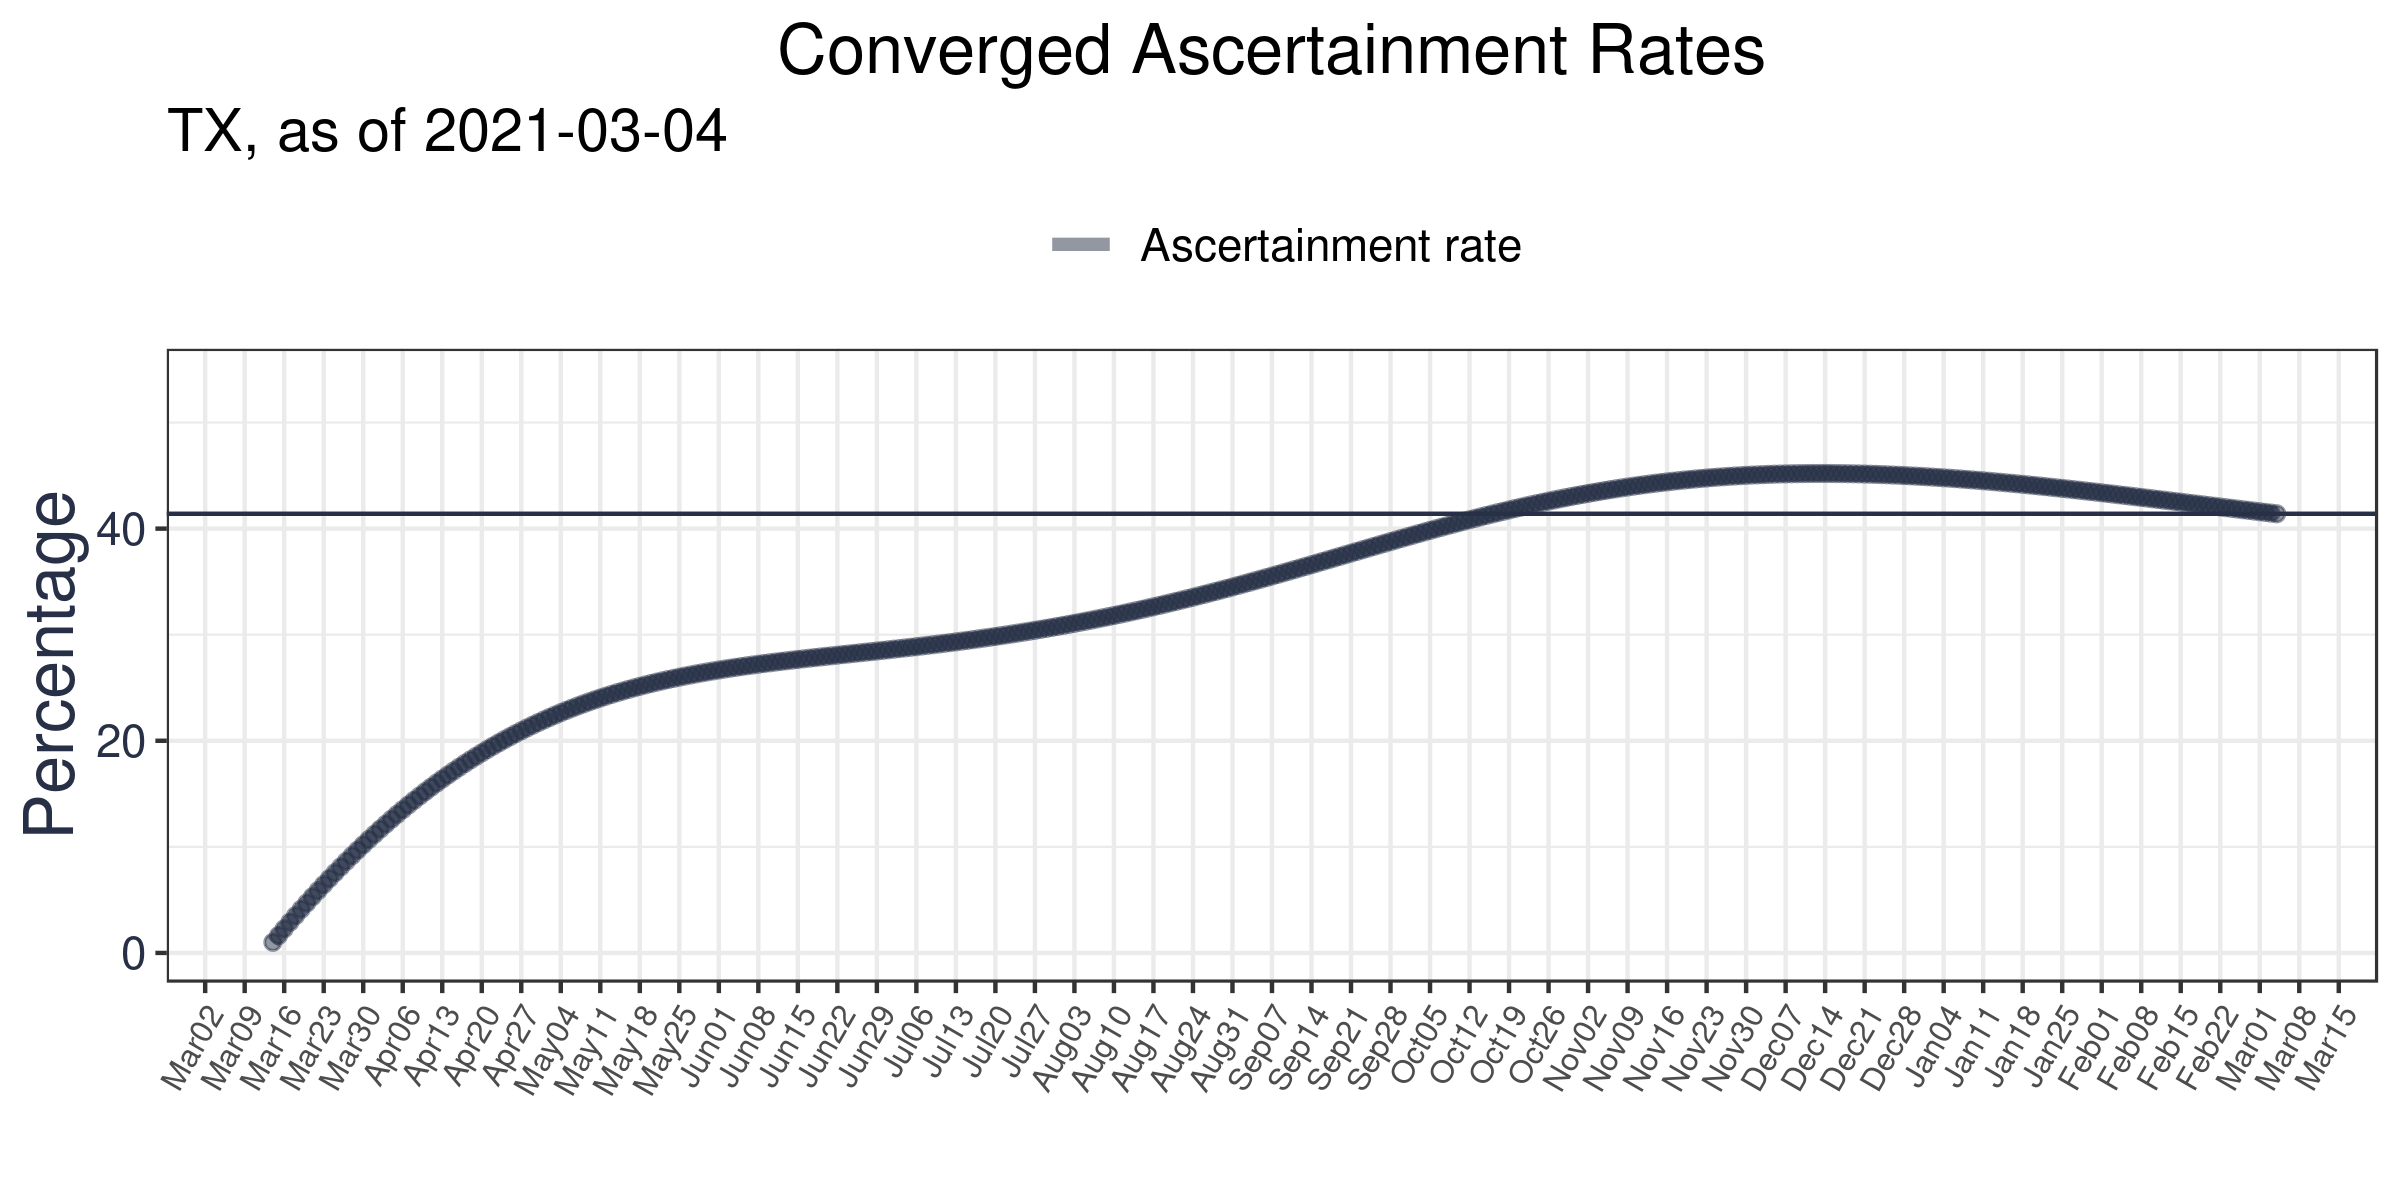 Converged Ascertainment Rates
TX, as of 2021-03-04
Ascertainment rate
Percentage
40
20
0
Mar02
Mar09
Mar16
Mar23
Mar30
Apr06
Apr13
Apr20
Apr27
May04
May11
May18
May25
Jun01
Jun08
Jun15
Jun22
Jun29
Jul06
Jul13
Jul20
Jul27
Aug03
Aug10
Aug17
Aug24
Aug31
Sep07
Sep14
Sep21
Sep28
Oct05
Oct12
Oct19
Oct26
Nov02
Nov09
Nov16
Nov23
Nov30
Dec07
Dec14
Dec21
Dec28
Jan04
Jan11
Jan18
Jan25
Feb01
Feb08
Feb15
Feb22
Mar01
Mar08
Mar15